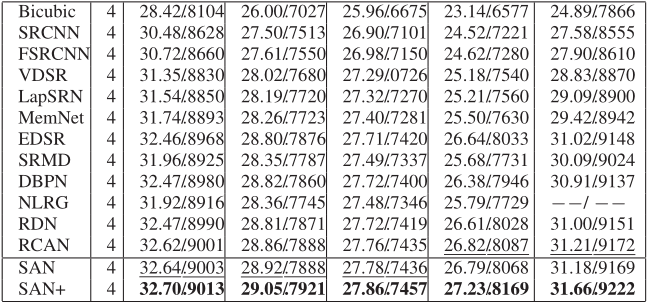 Bicubic 4 28.42/.8104 26.00/.7027 25.96/.6675 23.14/.6577 24.89/.7866
SRCNN 4 30.48/.8628 27.50/.7513 26.90/.7101 24.52/.7221 27.58/.8555
FSRCNN 4 30.72/.8660 27.61/.7550 26.98/.7150 24.62/.7280 27.90/.8610
VDSR 4 31.35/.8830 28.02/.7680 27.29/.0726 25.18/.7540 28.83/.8870
LapSRN 4 31.54/.8850 28.19/.7720 27.32/.7270 25.21/.7560 29.09/.8900
MemNet 4 31.74/.8893 28.26/.7723 27.40/.7281 25.50/.7630 29.42/.8942
EDSR 4 32.46/.8968 28.80/.7876 27.71/.7420 26.64/.8033 31.02/.9148
SRMD 4 31.96/.8925 28.35/.7787 27.49/.7337 25.68/.7731 30.09/.9024
DBPN 4 32.47/.8980 28.82/.7860 27.72/.7400 26.38/.7946 30.91/.9137
NLRG 4 31.92/.8916 28.36/.7745 27.48/.7346 25.79/.7729 −−/ −−
RDN 4 32.47/.8990 28.81/.7871 27.72/.7419 26.61/.8028 31.00/.9151
RCAN 4 32.62/.9001 28.86/.7888 27.76/.7435 26.82/.8087 31.21/.9172
SAN 4 32.64/.9003 28.92/.7888 27.78/.7436 26.79/.8068 31.18/.9169
SAN+ 4 32.70/.9013 29.05/.7921 27.86/.7457 27.23/.8169 31.66/.9222